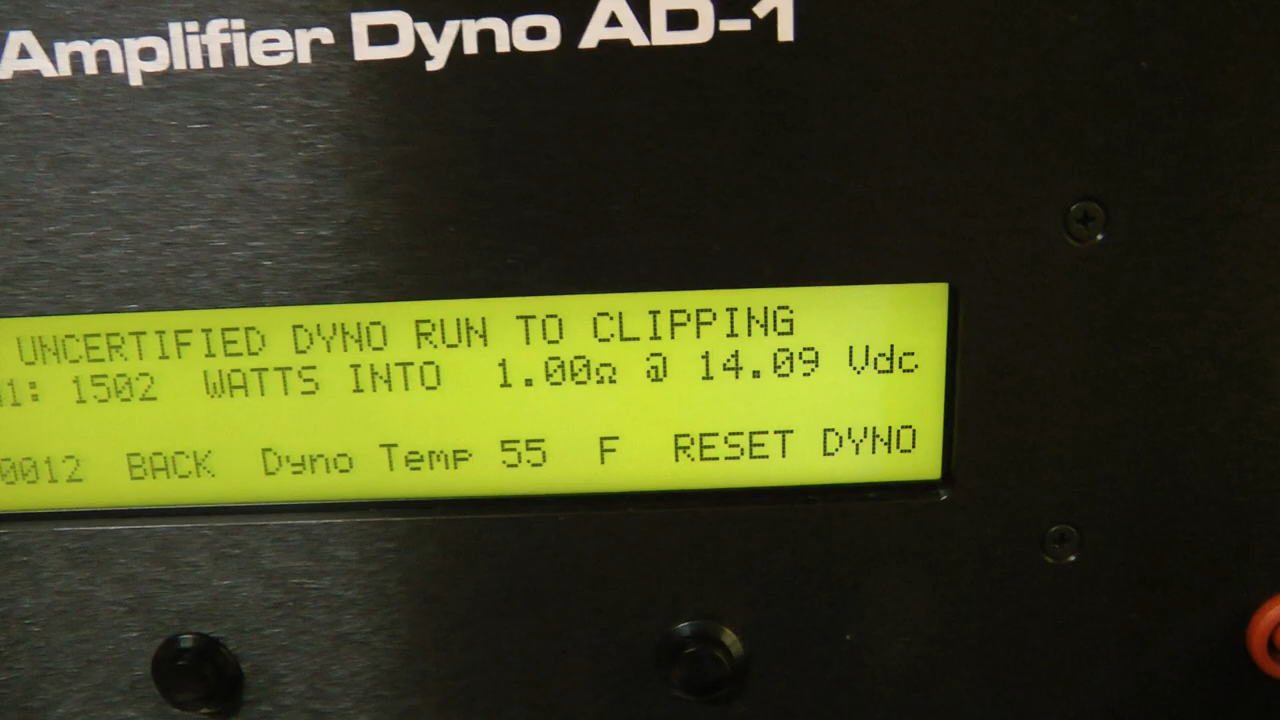 Amplifier Dyno AD-1
UNCERTIFIED DYNO RUN TO CLIPPING
1: 1502 WATTS INTO 1.00Ω @ 14.09 Vdc
0012 BACK Dyno Temp 55 F RESET DYNO